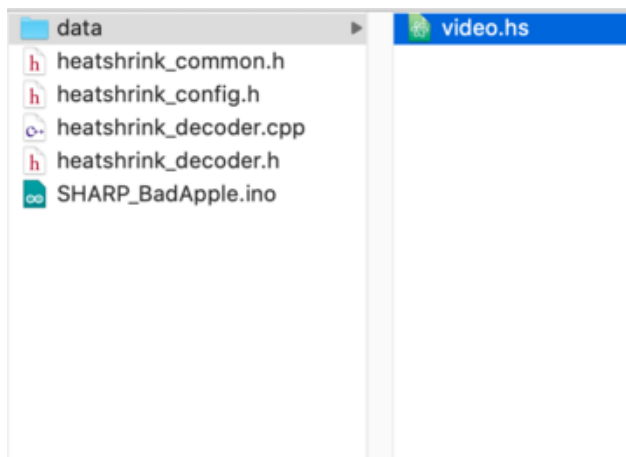 data
heatshrink_common.h
heatshrink_config.h
heatshrink_decoder.cpp
heatshrink_decoder.h
SHARP_BadApple.ino
video.hs